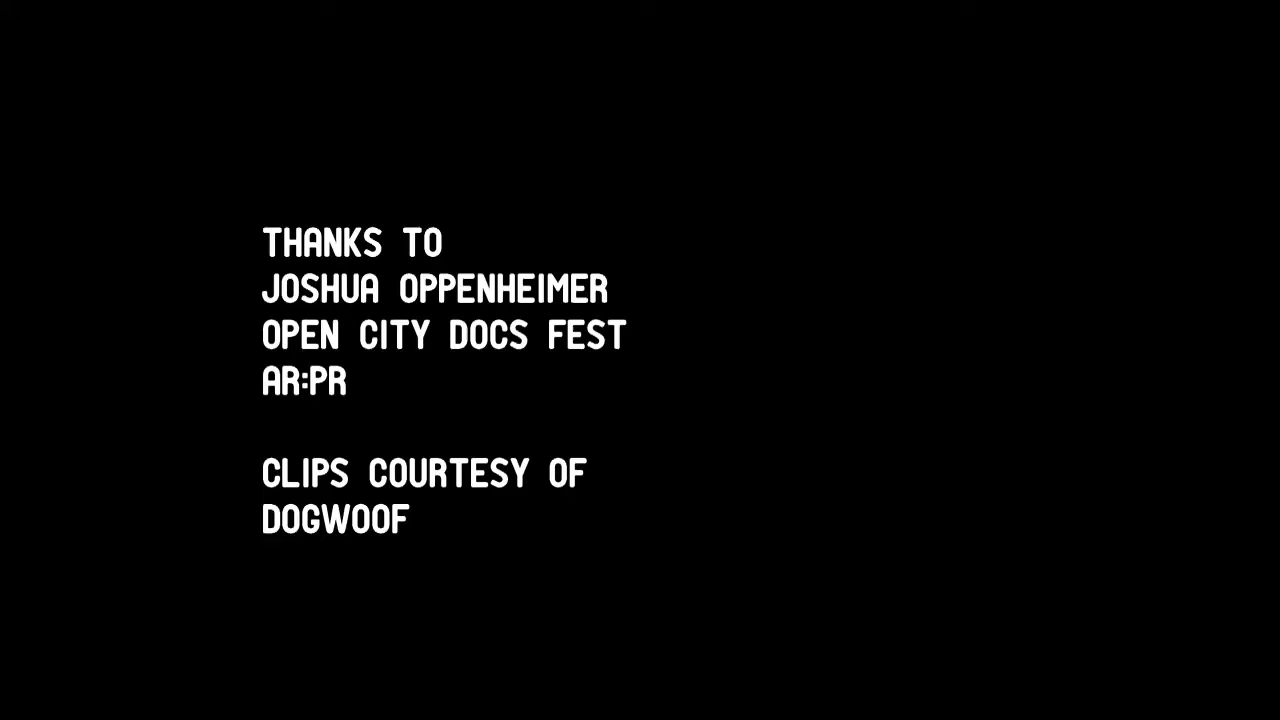 THANKS TO
JOSHUA OPPENHEIMER
OPEN CITY DOCS FEST
AR:PR
CLIPS COURTESY OF
DOGWOOF